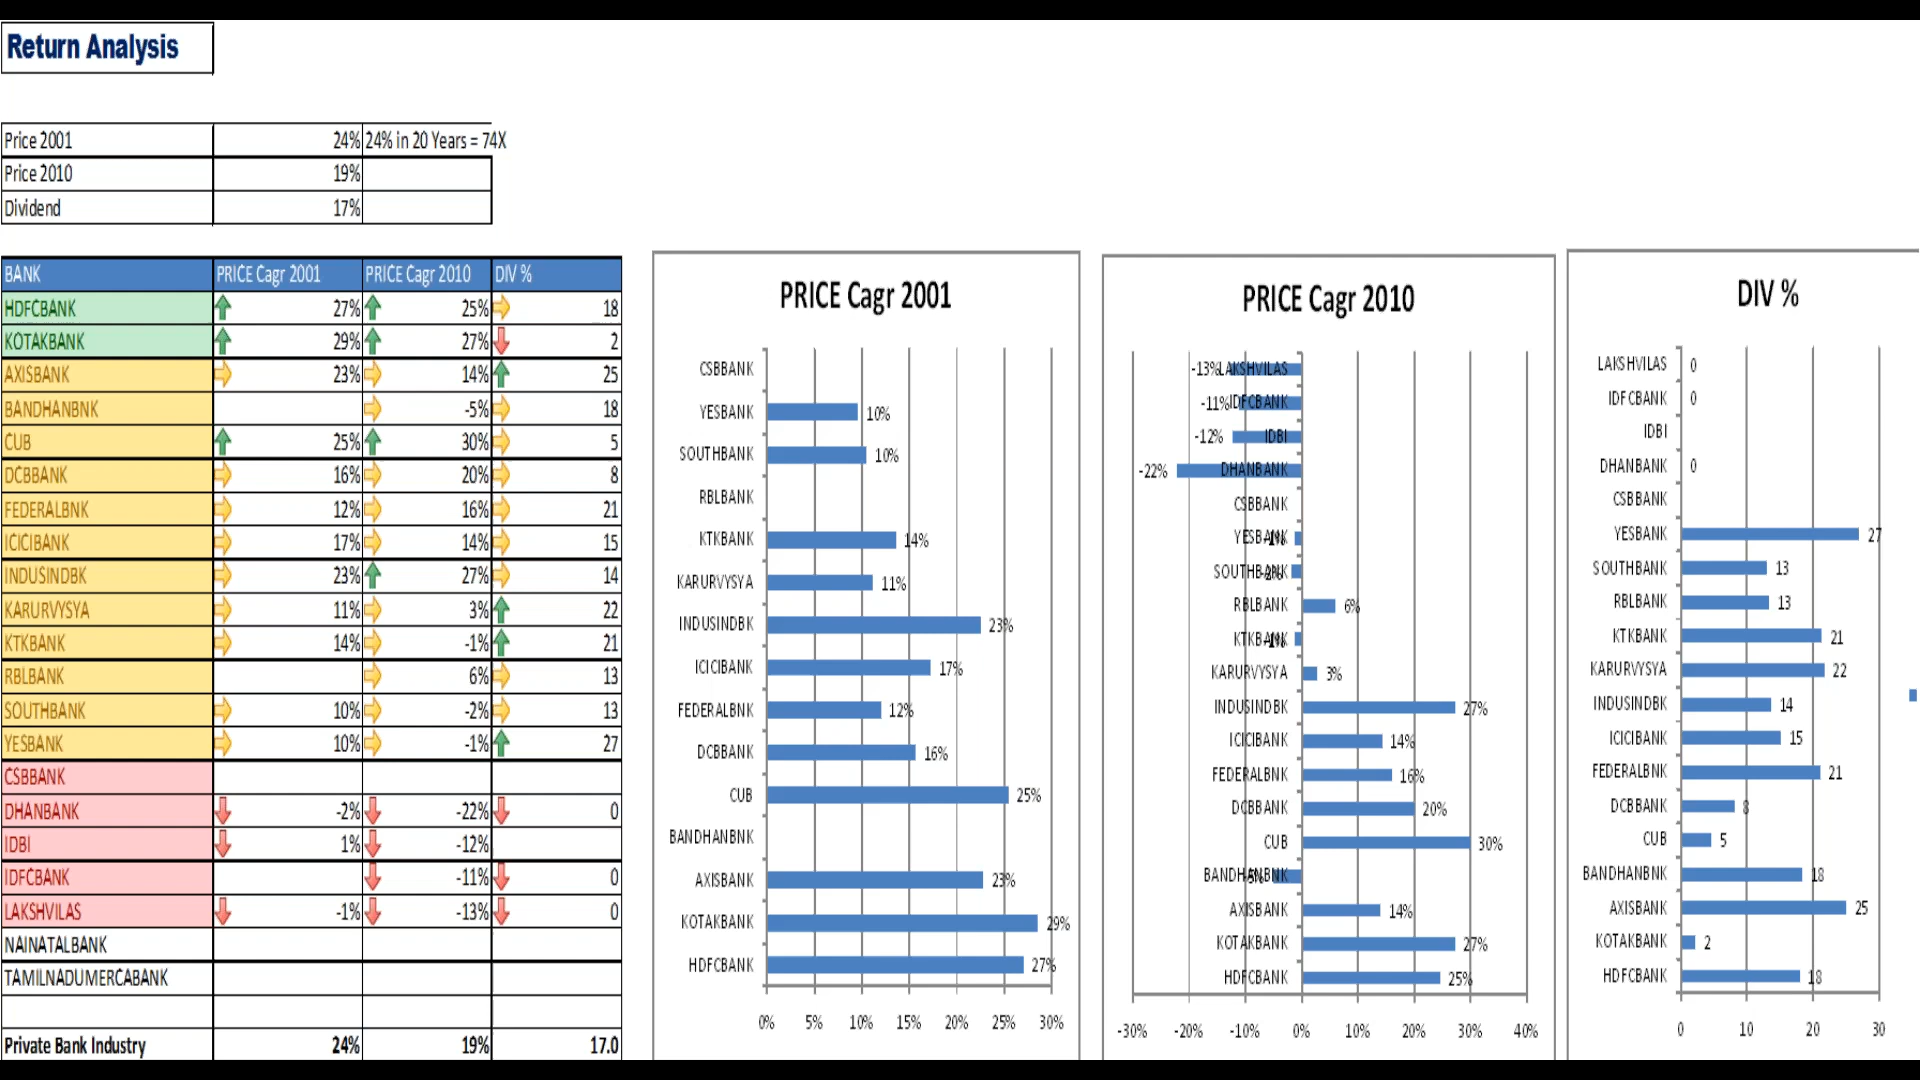 Return Analysis
Price 2001 24% 24% in 20 Years = 74X
Price 2010 19%
Dividend 17%
BANK PRICE Cagr 2001 PRICE Cagr 2010 DIV %
HDFCBANK 27% 25% 18
KOTAKBANK 29% 27% 2
AXISBANK 23% 14% 25
BANDHANBNK -5% 18
CUB 25% 30% 5
DCBBANK 16% 20% 8
FEDERALBNK 12% 16% 21
ICICIBANK 17% 14% 15
INDUSINDBK 23% 27% 14
KARURVYSYA 11% 3% 22
KTKBANK 14% -1% 21
RBLBANK 6% 13
SOUTHBANK 10% -2% 13
YESBANK 10% -1% 27
CSBBANK
DHANBANK -2% -22% 0
IDBI 1% -12%
IDFCBANK -11% 0
LAKSHVILAS -1% -13% 0
NAINATALBANK
TAMILNADUMERCABANK
Private Bank Industry 24% 19% 17.0
PRICE Cagr 2001
CSBBANK
YESBANK 10%
SOUTHBANK 10%
RBLBANK
KTKBANK 14%
KARURVYSYA 11%
INDUSINDBK 23%
ICICIBANK 17%
FEDERALBNK 12%
DCBBANK 16%
CUB 25%
BANDHANBNK
AXISBANK 23%
KOTAKBANK 29%
HDFCBANK 27%
0% 5% 10% 15% 20% 25% 30%
PRICE Cagr 2010
-13% LAKSHVILAS
-11% IDFCBANK
-12% IDBI
-22% DHANBANK
CSBBANK
YESBANK -1%
SOUTHBANK -2%
RBLBANK 6%
KTKBANK -1%
KARURVYSYA 3%
INDUSINDBK 27%
ICICIBANK 14%
FEDERALBNK 16%
DCBBANK 20%
CUB 30%
BANDHANBNK -5%
AXISBANK 14%
KOTAKBANK 27%
HDFCBANK 25%
-30% -20% -10% 0% 10% 20% 30% 40%
DIV %
LAKSHVILAS 0
IDFCBANK 0
IDBI
DHANBANK 0
CSBBANK
YESBANK 27
SOUTHBANK 13
RBLBANK 13
KTKBANK 21
KARURVYSYA 22
INDUSINDBK 14
ICICIBANK 15
FEDERALBNK 21
DCBBANK 8
CUB 5
BANDHANBNK 18
AXISBANK 25
KOTAKBANK 2
HDFCBANK 18
0 10 20 30